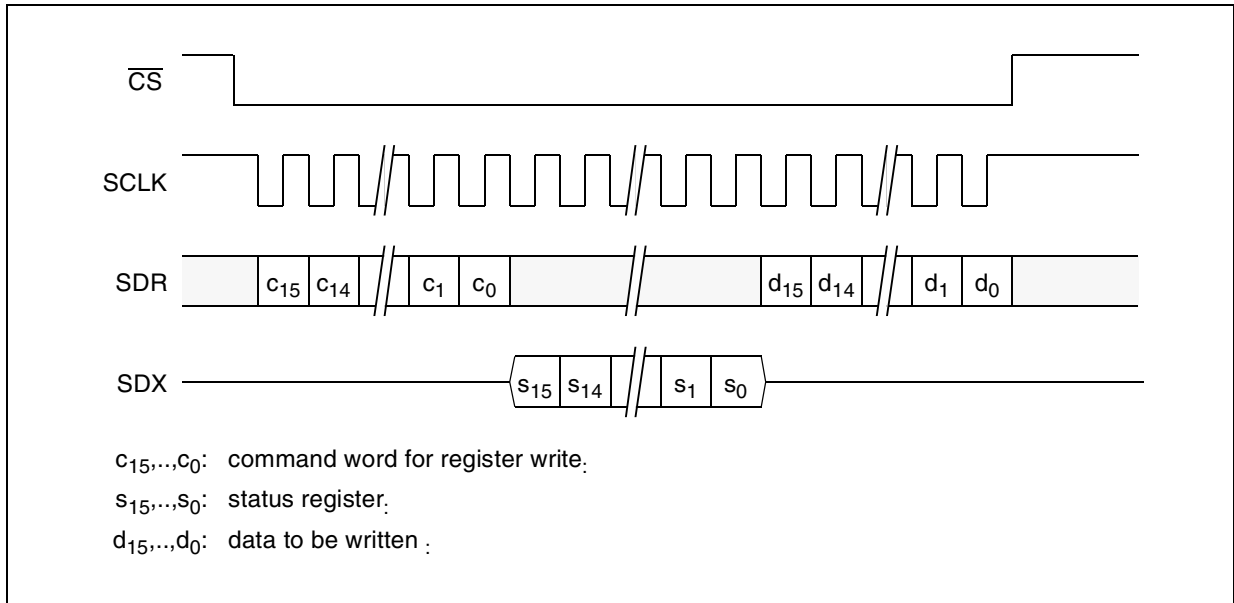 CS
SCLK
SDR c15 c14 c1 c0 d15 d14 d1 d0
SDX s15 s14 s1 s0
c15,..,c0: command word for register write:
s15,..,s0: status register:
d15,..,d0: data to be written :